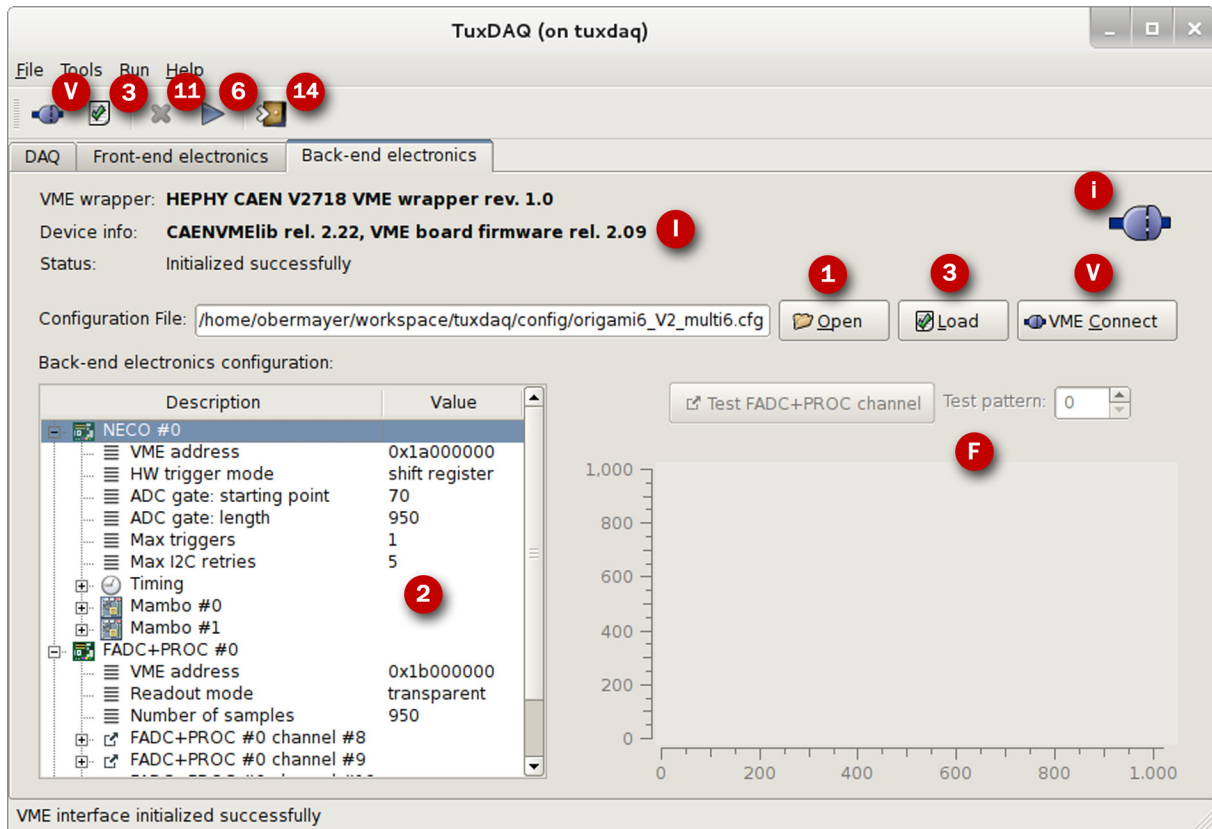 TuxDAQ (on tuxdaq)
File Tools Run Help
V 3 11 6 14
DAQ Front-end electronics Back-end electronics
VME wrapper: HEPHY CAEN V2718 VME wrapper rev. 1.0
i
Device info: CAENVMElib rel. 2.22, VME board firmware rel. 2.09 I
Status: Initialized successfully
1 3 V
Configuration File: /home/obermayer/workspace/tuxdaq/config/origami6_V2_multi6.cfg Open Load VME Connect
Back-end electronics configuration:
Description Value
Test FADC+PROC channel Test pattern: 0
NECO #0
VME address 0x1a000000
HW trigger mode shift register
ADC gate: starting point 70
ADC gate: length 950
Max triggers 1
Max I2C retries 5
Timing
2
Mambo #0
Mambo #1
FADC+PROC #0
VME address 0x1b000000
Readout mode transparent
Number of samples 950
FADC+PROC #0 channel #8
FADC+PROC #0 channel #9
F
1,000
800
600
400
200
0
0 200 400 600 800 1.000
VME interface initialized successfully